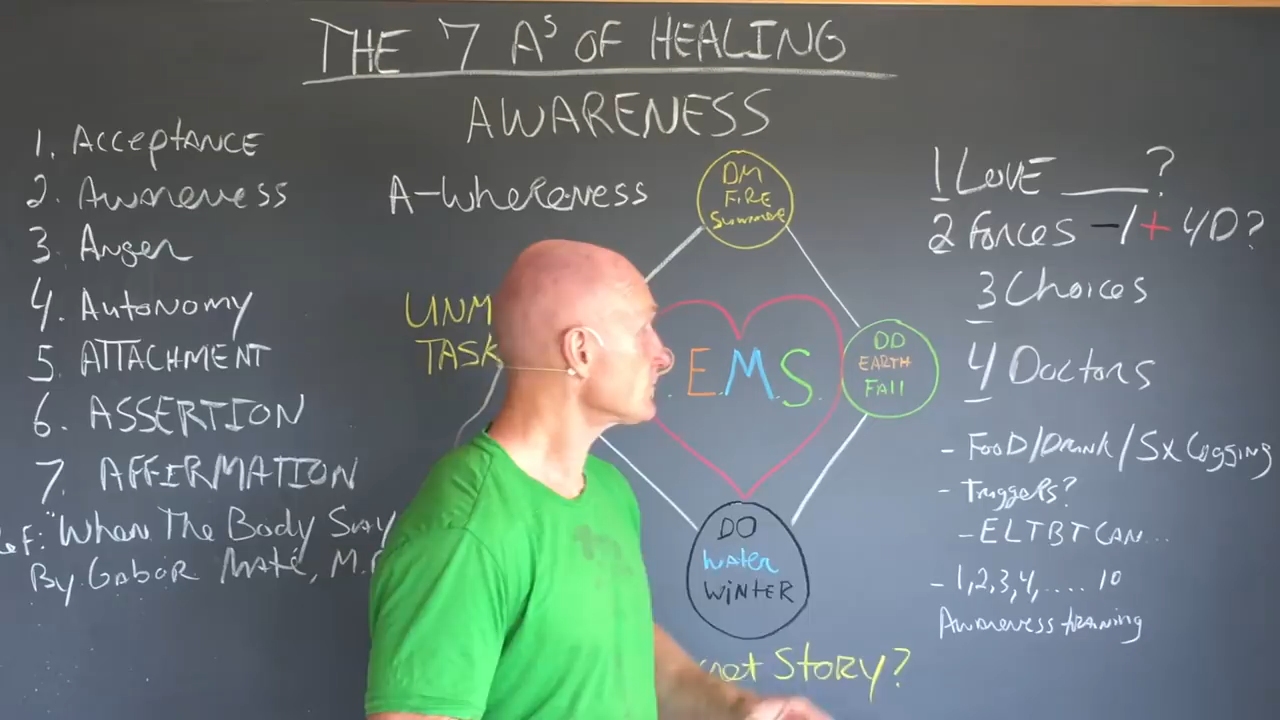 THE 7 A'S OF HEALING
AWARENESS
1. Acceptance
2. Awareness
3. Anger
4. Autonomy
5. ATTACHMENT
6. ASSERTION
7. AFFIRMATION
ef: "When The Body Say
By: Gabor Maté, M.
A-whereness
UNM
TASK
DM
FIRE
Summer
.E.M.S.
DD
EARTH
Fall
DO
Water
WiNTER
Story?
1 Love ___?
2 Forces -/+ 4D?
3 Choices
4 Doctors
- Food/Drink/Sx Logging
- Triggers?
- ELTBT CAN...
- 1,2,3,4,.... 10
Awareness training